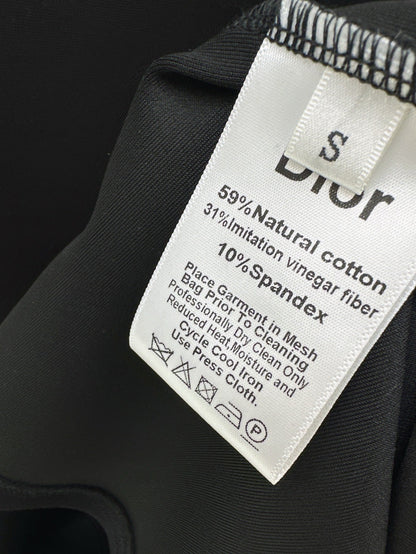 S
Dior
59%Natural cotton
31%Imitation vinegar fiber
10%Spandex
Place Garment in Mesh
Bag Prior To Cleaning
Professionally Dry Clean Only
Reduced Heat,Moisture and
Cycle Cool Iron
Use Press Cloth.
P